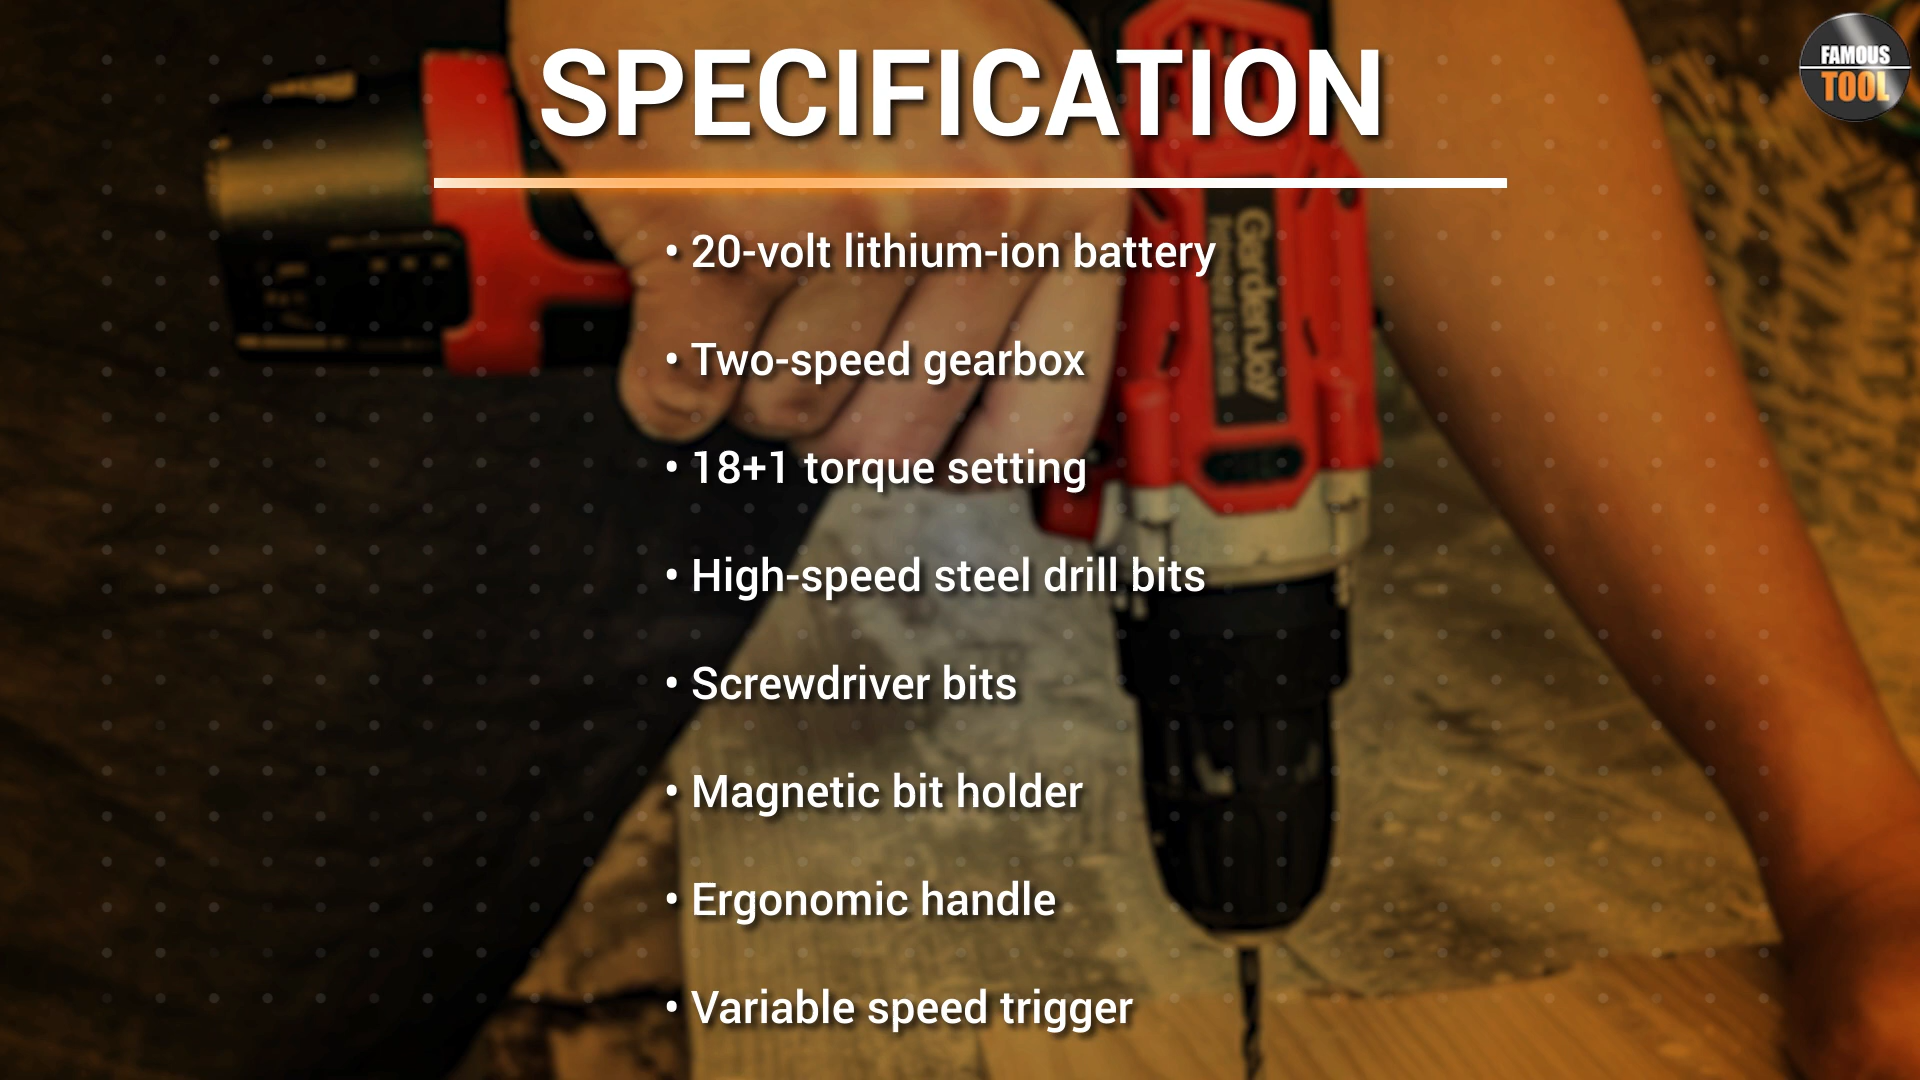 SPECIFICATION
FAMOUS
TOOL
• 20-volt lithium-ion battery
GardenJoy
• Two-speed gearbox
• 18+1 torque setting
• High-speed steel drill bits
• Screwdriver bits
• Magnetic bit holder
• Ergonomic handle
• Variable speed trigger